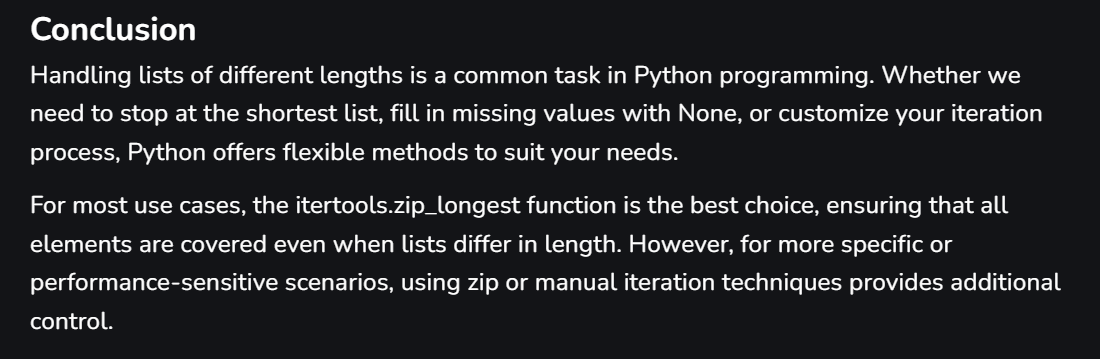 Conclusion
Handling lists of different lengths is a common task in Python programming. Whether we
need to stop at the shortest list, fill in missing values with None, or customize your iteration
process, Python offers flexible methods to suit your needs.
For most use cases, the itertools.zip_longest function is the best choice, ensuring that all
elements are covered even when lists differ in length. However, for more specific or
performance-sensitive scenarios, using zip or manual iteration techniques provides additional
control.